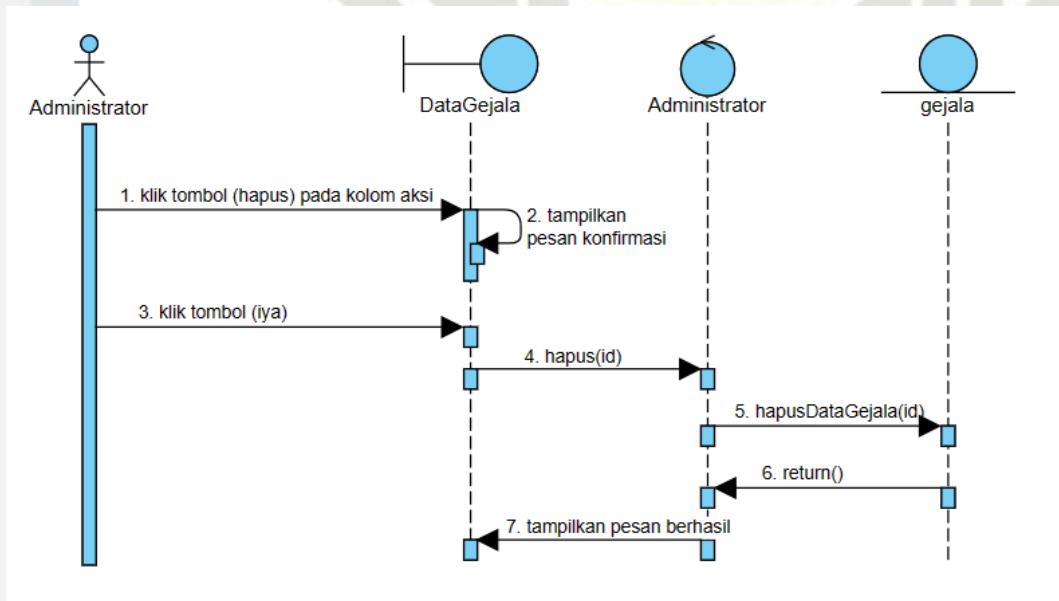 Administrator
DataGejala
Administrator
gejala
1. klik tombol (hapus) pada kolom aksi
2. tampilkan
pesan konfirmasi
3. klik tombol (iya)
4. hapus(id)
5. hapusDataGejala(id)
6. return()
7. tampilkan pesan berhasil